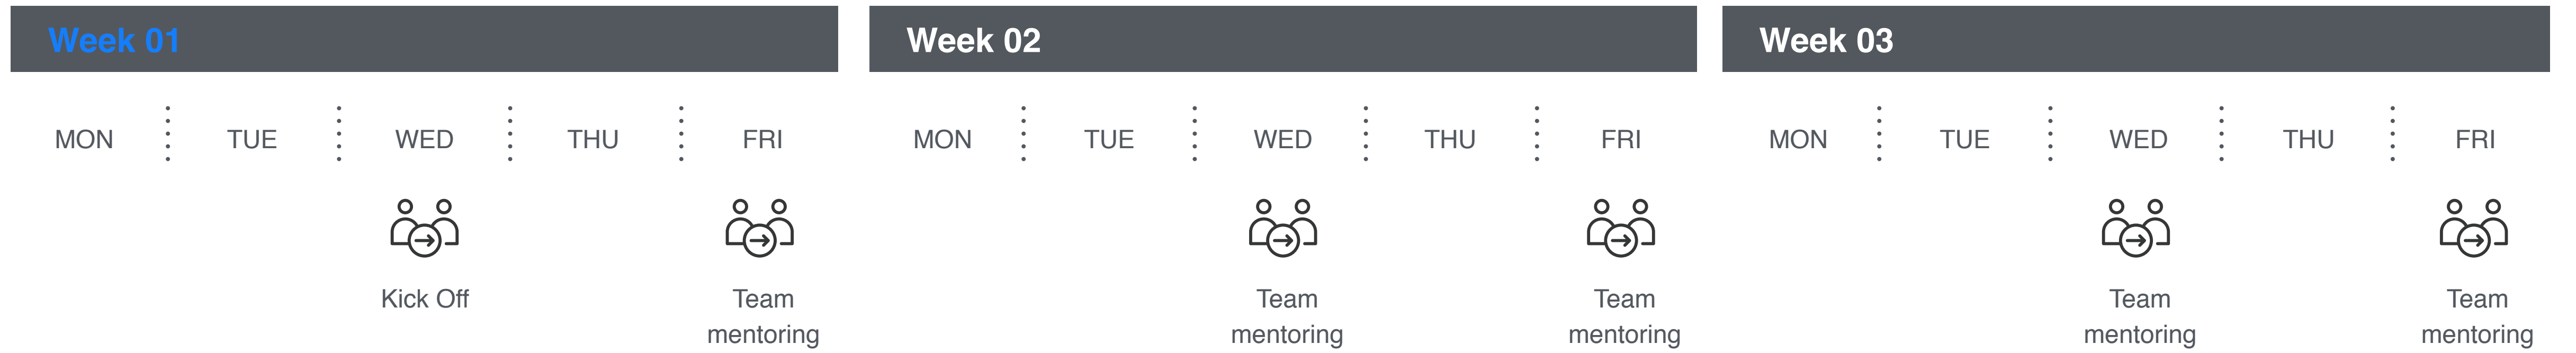 Week 01
Week 02
Week 03
MON TUE WED THU FRI
MON TUE WED THU FRI
MON TUE WED THU FRI
Kick Off
Team
mentoring
Team
mentoring
Team
mentoring
Team
mentoring
Team
mentoring